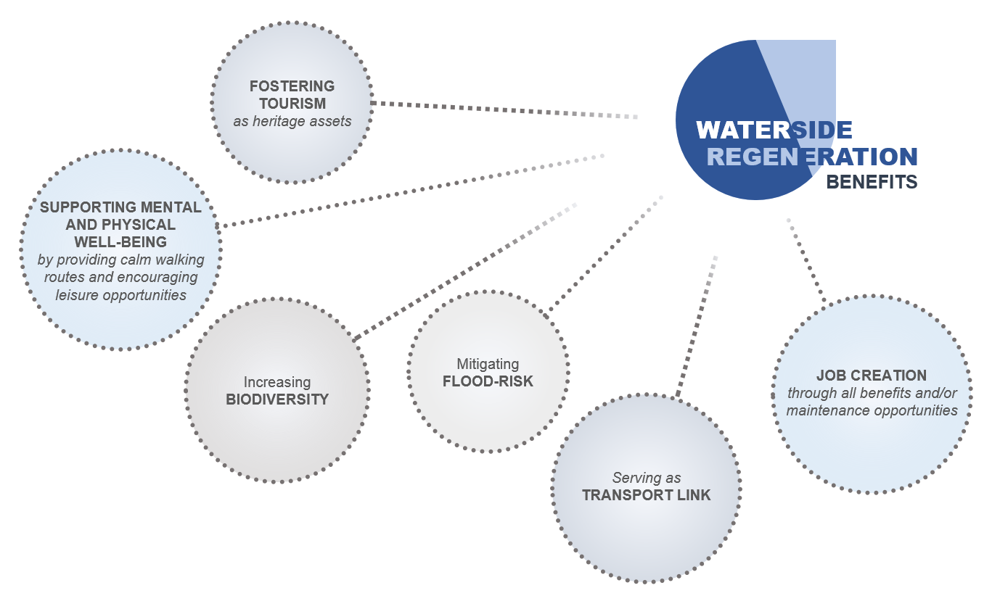 FOSTERING
TOURISM
as heritage assets
WATERSIDE
REGENERATION
BENEFITS
SUPPORTING MENTAL
AND PHYSICAL
WELL-BEING
by providing calm walking
routes and encouraging
leisure opportunities
Increasing
BIODIVERSITY
Mitigating
FLOOD-RISK
Serving as
TRANSPORT LINK
JOB CREATION
through all benefits and/or
maintenance opportunities